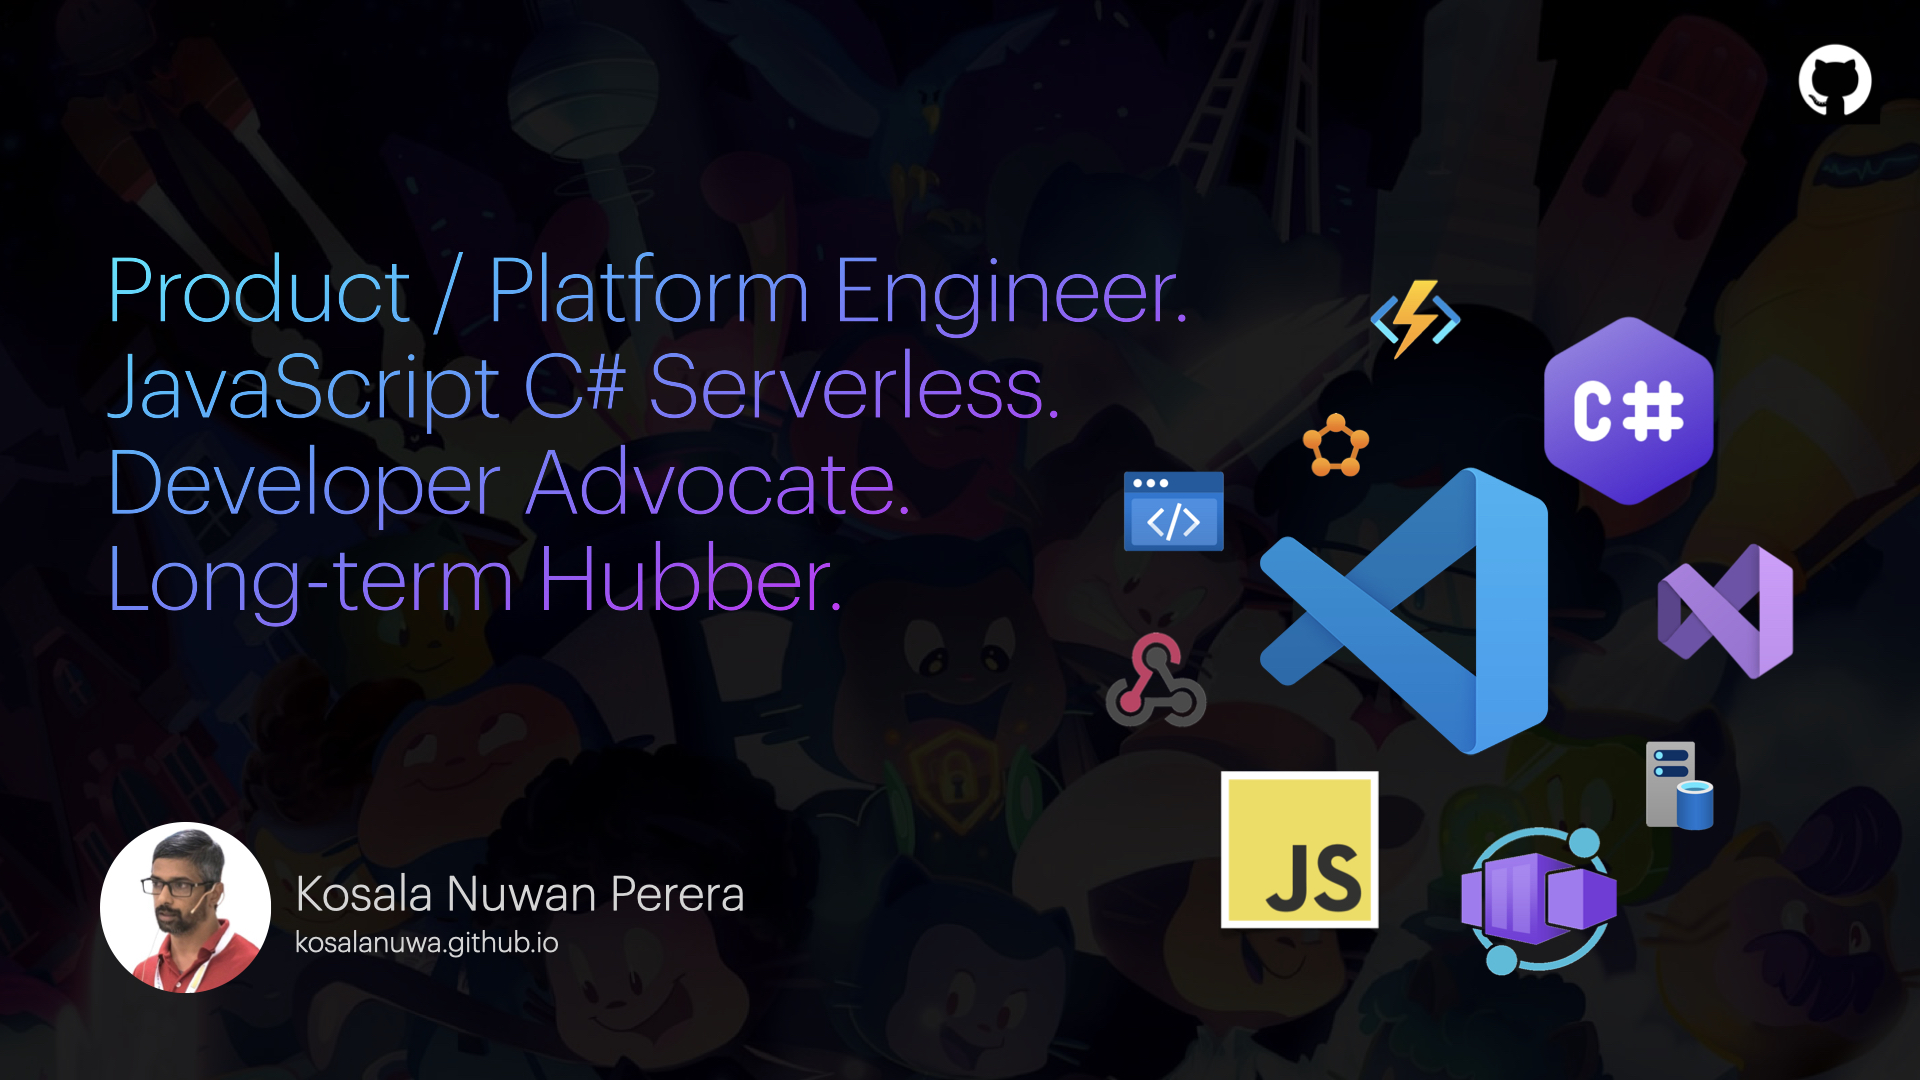 Product / Platform Engineer.
JavaScript C# Serverless.
Developer Advocate.
Long-term Hubber.
C#
</>
JS
Kosala Nuwan Perera
kosalanuwa.github.io